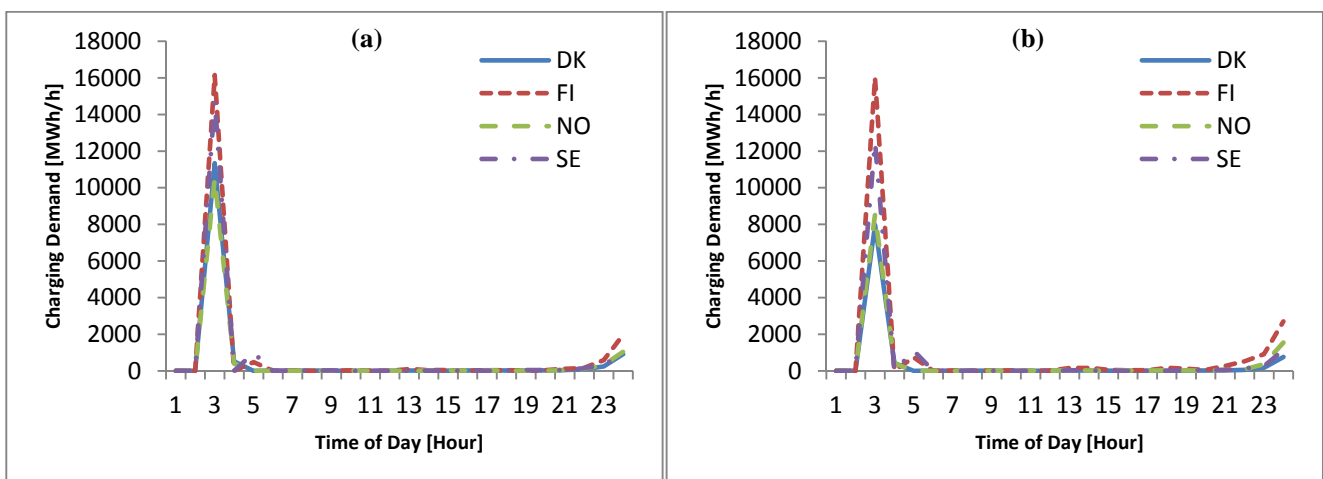 (a)
Charging Demand [MWh/h]
18000
16000
14000
12000
10000
8000
6000
4000
2000
0
DK
FI
NO
SE
1 3 5 7 9 11 13 15 17 19 21 23
Time of Day [Hour]
(b)
Charging Demand [MWh/h]
18000
16000
14000
12000
10000
8000
6000
4000
2000
0
DK
FI
NO
SE
1 3 5 7 9 11 13 15 17 19 21 23
Time of Day [Hour]